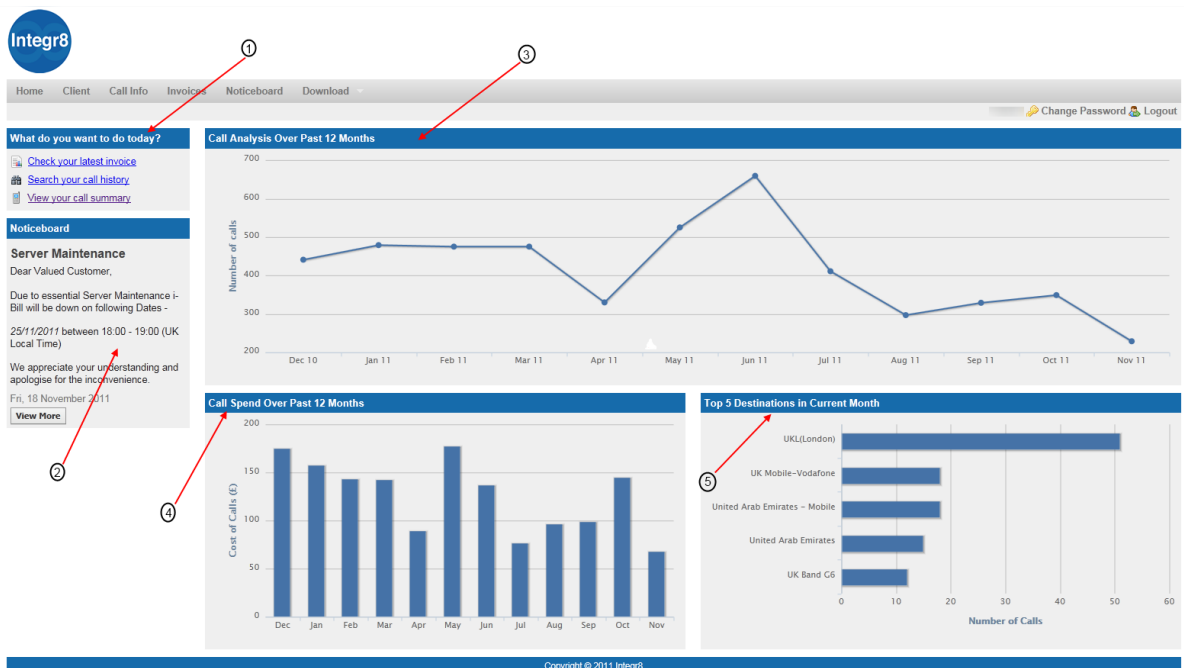 Integr8
1
3
Home Client Call Info Invoices Noticeboard Download
Change Password Logout
What do you want to do today?
Check your latest invoice
Search your call history
View your call summary
Noticeboard
Server Maintenance
Dear Valued Customer,
Due to essential Server Maintenance i-
Bill will be down on following Dates -
25/11/2011 between 18:00 - 19:00 (UK
Local Time)
We appreciate your understanding and
apologise for the inconvenience.
Fri, 18 November 2011
View More
2
Call Analysis Over Past 12 Months
Number of calls
700
600
500
400
300
200
Dec 10 Jan 11 Feb 11 Mar 11 Apr 11 May 11 Jun 11 Jul 11 Aug 11 Sep 11 Oct 11 Nov 11
Call Spend Over Past 12 Months
4
Cost of Calls (£)
200
150
100
50
0
Dec Jan Feb Mar Apr May Jun Jul Aug Sep Oct Nov
Top 5 Destinations in Current Month
5
UKL(London)
UK Mobile-Vodafone
United Arab Emirates - Mobile
United Arab Emirates
UK Band G6
0 10 20 30 40 50 60
Number of Calls
Copyright © 2011 Integr8